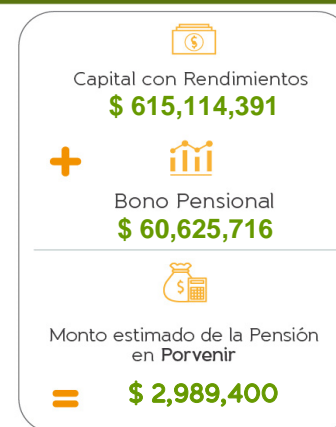 Capital con Rendimientos
$ 615,114,391
+
Bono Pensional
$ 60,625,716
Monto estimado de la Pensión
en Porvenir
= $ 2,989,400